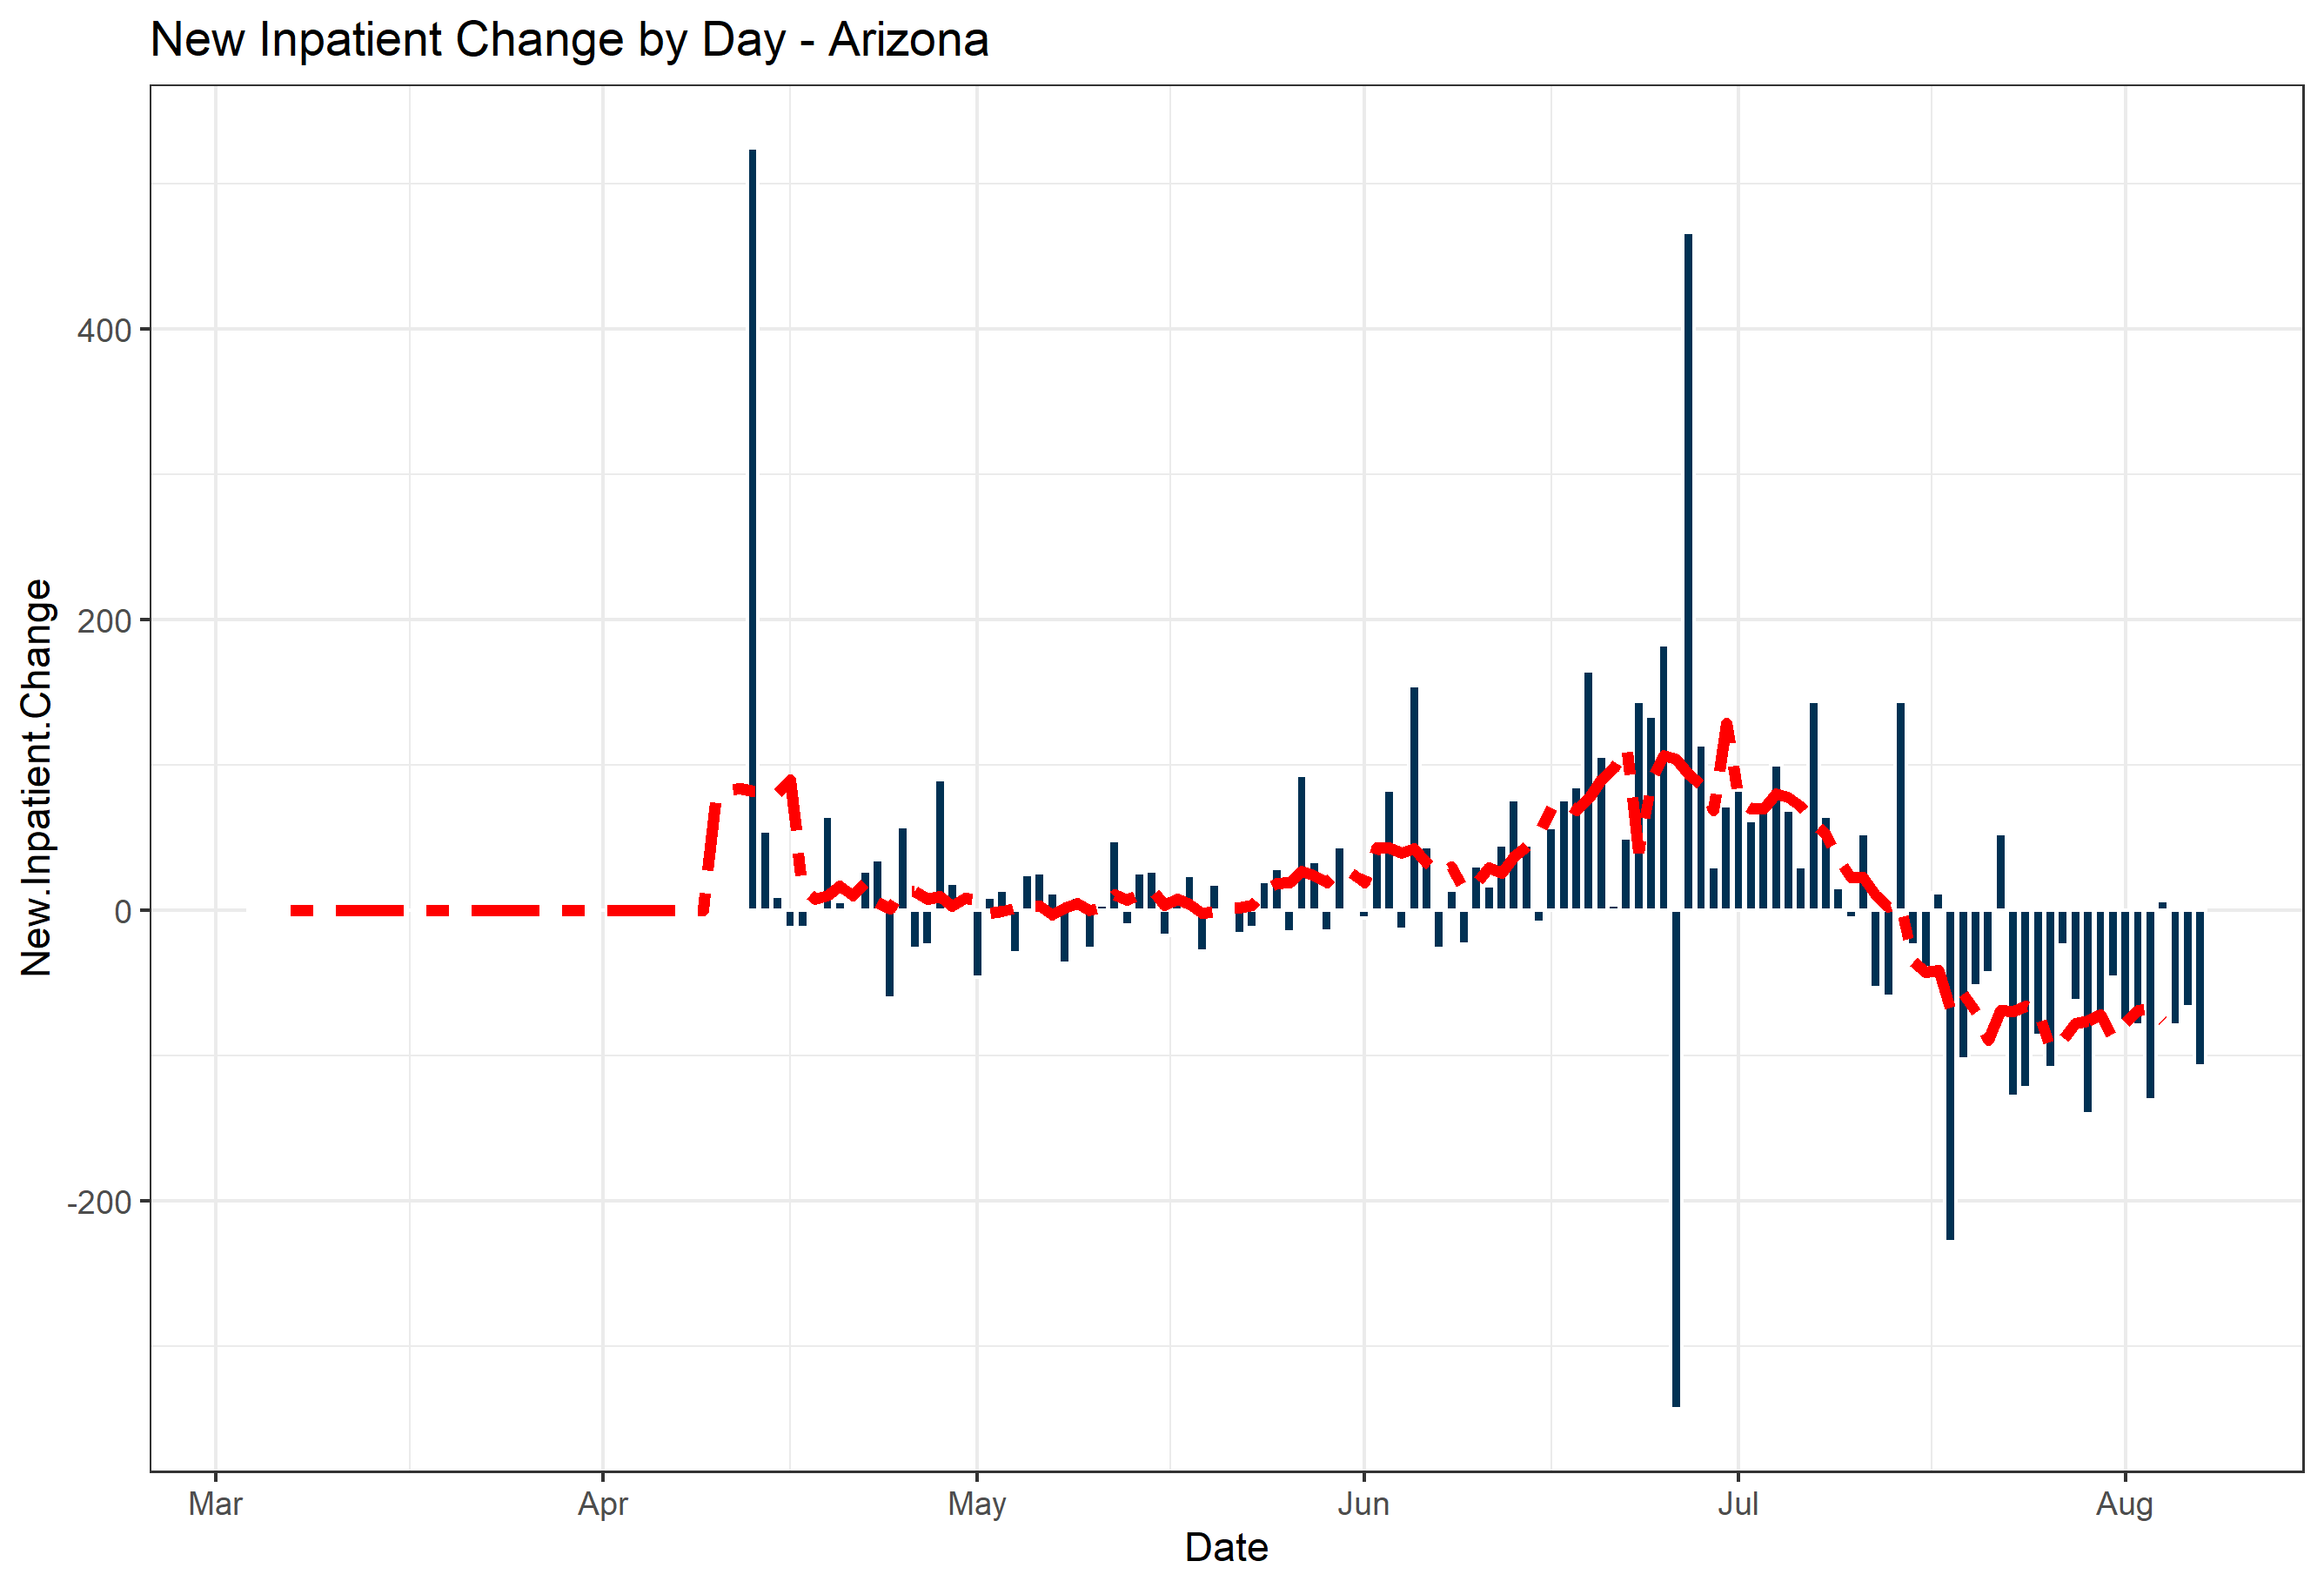 New Inpatient Change by Day - Arizona
New.Inpatient.Change
400
200
0
-200
Mar Apr May Jun Jul Aug
Date